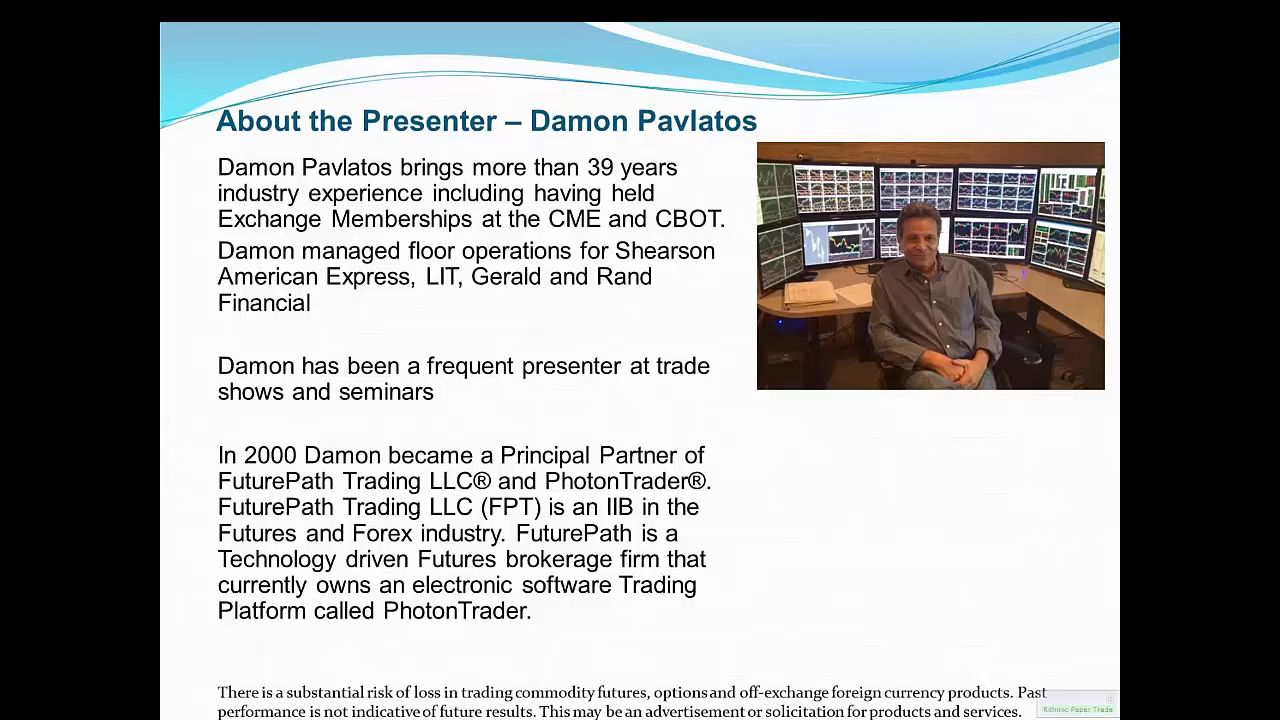 About the Presenter – Damon Pavlatos
Damon Pavlatos brings more than 39 years
industry experience including having held
Exchange Memberships at the CME and CBOT.
Damon managed floor operations for Shearson
American Express, LIT, Gerald and Rand
Financial
Damon has been a frequent presenter at trade
shows and seminars
In 2000 Damon became a Principal Partner of
FuturePath Trading LLC® and PhotonTrader®.
FuturePath Trading LLC (FPT) is an IIB in the
Futures and Forex industry. FuturePath is a
Technology driven Futures brokerage firm that
currently owns an electronic software Trading
Platform called PhotonTrader.
There is a substantial risk of loss in trading commodity futures, options and off-exchange foreign currency products. Past
performance is not indicative of future results. This may be an advertisement or solicitation for products and services.
Rithmic Paper Trade